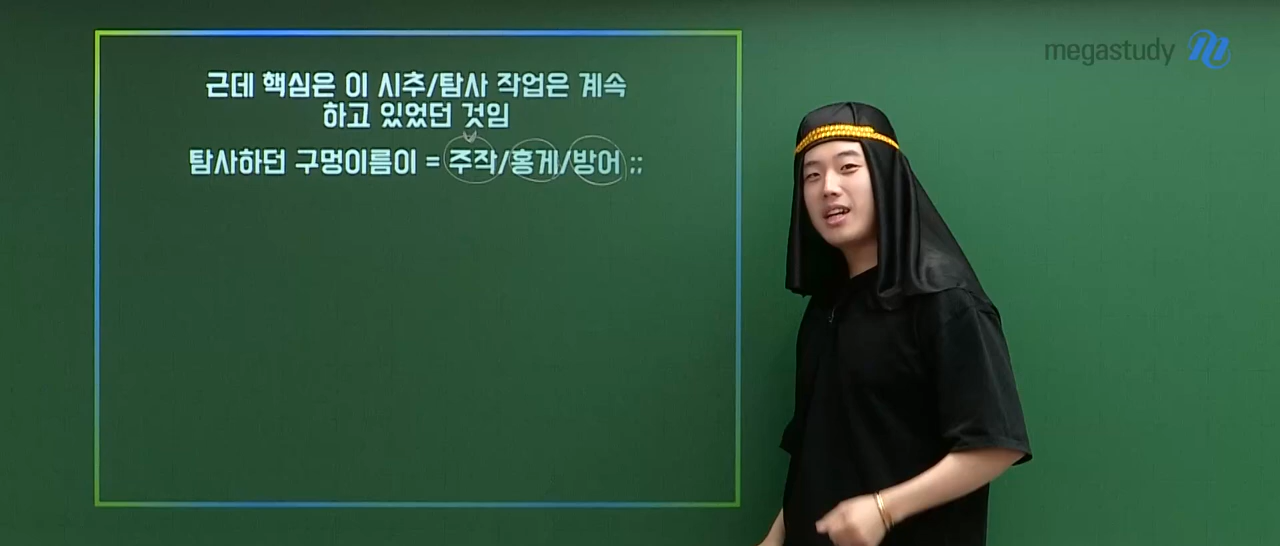 megastudy
근데 핵심은 이 시추/탐사 작업은 계속
하고 있었던 것임
탐사하던 구멍이름이 = 주작/홍게/방어 ;;